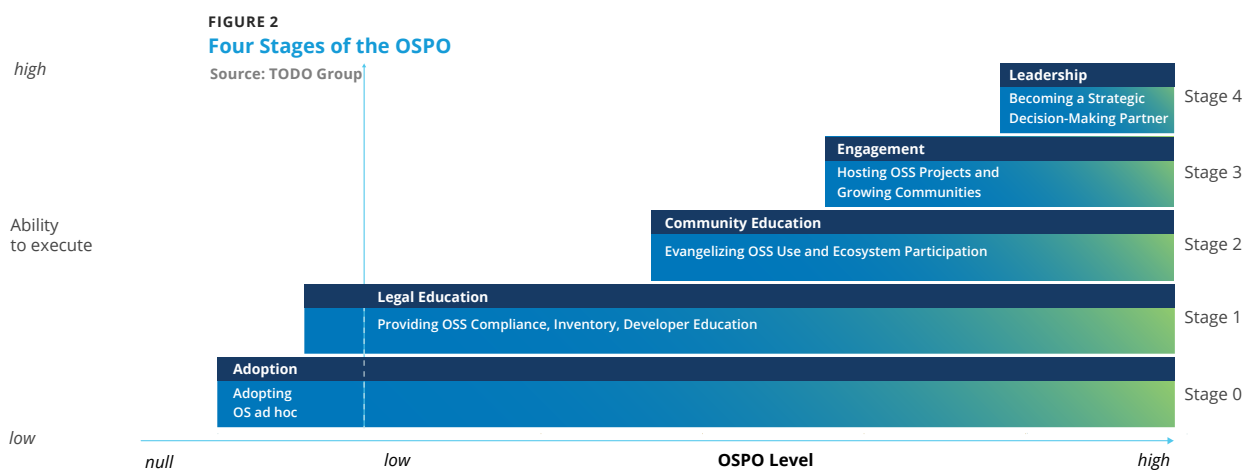 FIGURE 2
Four Stages of the OSPO
Source: TODO Group
high
Leadership
Becoming a Strategic
Decision-Making Partner
Stage 4
Engagement
Hosting OSS Projects and
Growing Communities
Stage 3
Ability
to execute
Community Education
Evangelizing OSS Use and Ecosystem Participation
Stage 2
Legal Education
Providing OSS Compliance, Inventory, Developer Education
Stage 1
Adoption
Adopting
OS ad hoc
Stage 0
low
null
low
OSPO Level
high